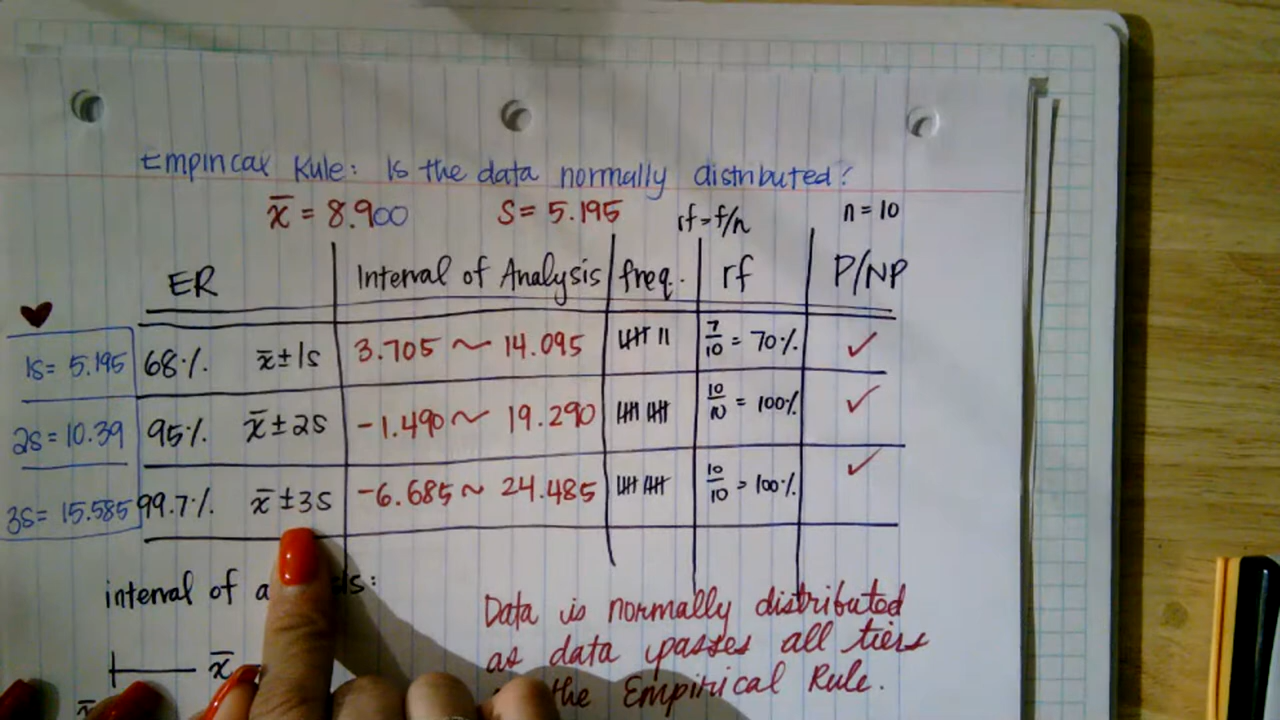 Empirical Rule: Is the data normally distributed?
x̄ = 8.900 S = 5.195 rf = f/n n = 10
ER Interval of Analysis freq. rf P/NP
1s = 5.195 68% x̄ ± 1s 3.705 ~ 14.095 𝍸 || 7/10 = 70% ✓
2s = 10.39 95% x̄ ± 2s -1.490 ~ 19.290 𝍸 𝍸 10/10 = 100% ✓
3s = 15.585 99.7% x̄ ± 3s -6.685 ~ 24.485 𝍸 𝍸 10/10 = 100% ✓
interval of
Data is normally distributed
as data passes all tiers
the Empirical Rule.
x̄